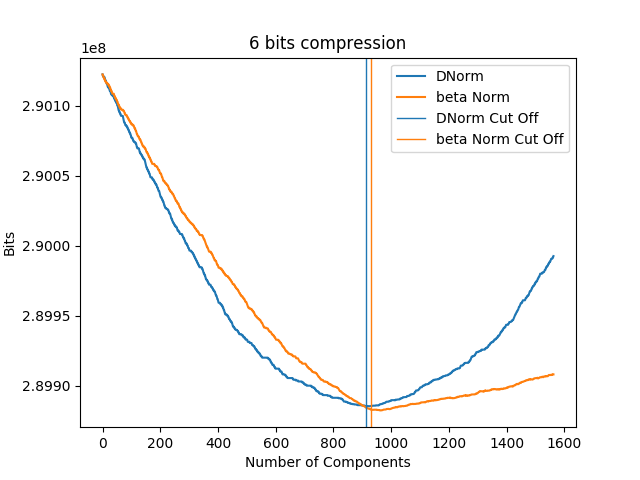 6 bits compression
1e8
DNorm
beta Norm
DNorm Cut Off
beta Norm Cut Off
2.9010
2.9005
2.9000
2.8995
2.8990
Bits
0 200 400 600 800 1000 1200 1400 1600
Number of Components